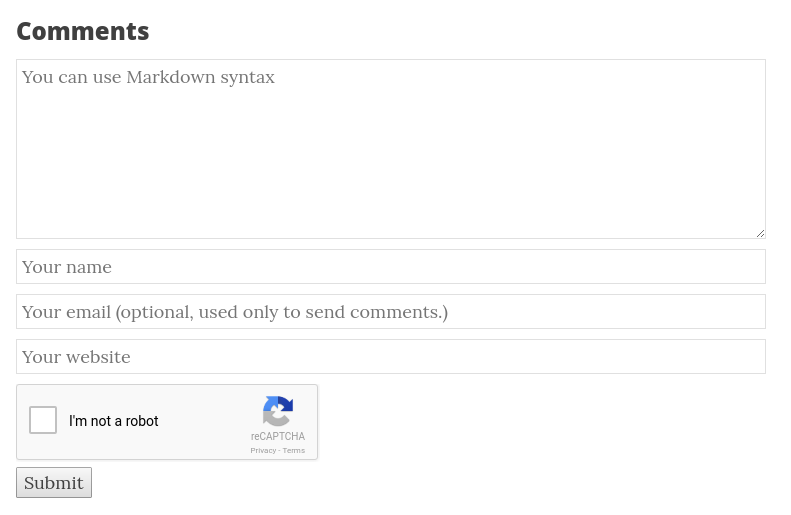 Comments
You can use Markdown syntax
Your name
Your email (optional, used only to send comments.)
Your website
I'm not a robot
reCAPTCHA
Privacy - Terms
Submit